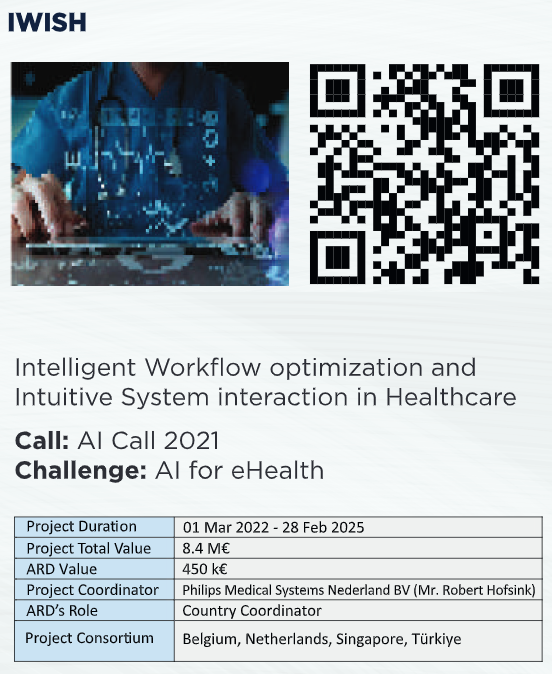 IWISH
Intelligent Workflow optimization and
Intuitive System interaction in Healthcare
Call: AI Call 2021
Challenge: AI for eHealth
Project Duration 01 Mar 2022 - 28 Feb 2025
Project Total Value 8.4 M€
ARD Value 450 k€
Project Coordinator Philips Medical Systems Nederland BV (Mr. Robert Hofsink)
ARD's Role Country Coordinator
Project Consortium Belgium, Netherlands, Singapore, Türkiye